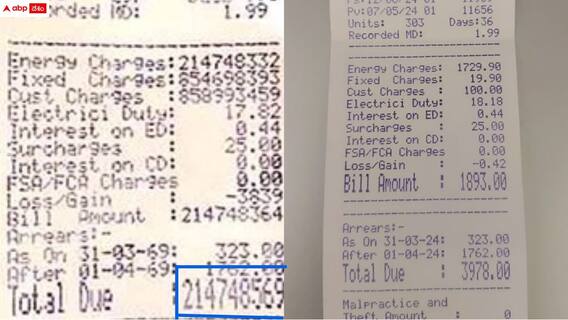 abp देशम
MD: 1.99
Energy Charges:214748332
Fixed Charges :854698393
Cust Charges :858993459
Electrici Duty: 17.82
Interest on ED: 0.44
Surcharges : 25.00
Interest on CD: 0.00
FSA/FCA Charges 0.00
Loss/Gain : -3839
Bill Amount :214748364
Arrears:-
As On 31-03-69: 323.00
After 01-04-69: 1762.00
Total Due :214748569
Pv:07/05/24 01 11656
Units: 303 Days:36
Recorded MD: 1.99
Energy Charges: 1729.90
Fixed Charges : 19.90
Cust Charges : 100.00
Electrici Duty: 18.18
Interest on ED: 0.44
Surcharges : 25.00
Interest on CD: 0.00
FSA/FCA Charges 0.00
Loss/Gain : -0.42
Bill Amount : 1893.00
Arrears:-
As On 31-03-24: 323.00
After 01-04-24: 1762.00
Total Due : 3978.00
Malpractice and
Theft Amount : 0